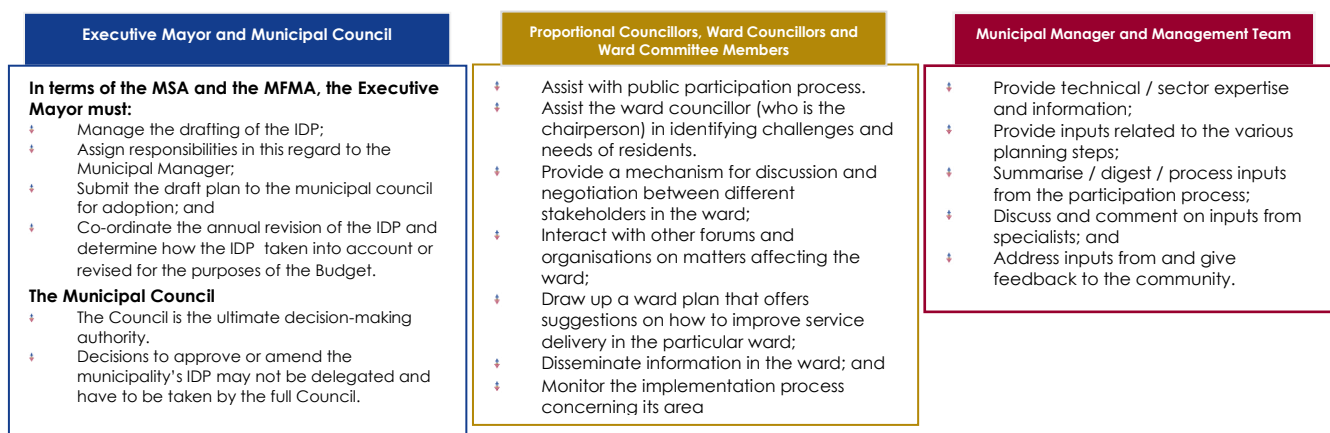 Executive Mayor and Municipal Council
In terms of the MSA and the MFMA, the Executive
Mayor must:
Manage the drafting of the IDP;
Assign responsibilities in this regard to the
Municipal Manager;
Submit the draft plan to the municipal council
for adoption; and
Co-ordinate the annual revision of the IDP and
determine how the IDP taken into account or
revised for the purposes of the Budget.
The Municipal Council
The Council is the ultimate decision-making
authority.
Decisions to approve or amend the
municipality's IDP may not be delegated and
have to be taken by the full Council.
Proportional Councillors, Ward Councillors and
Ward Committee Members
Assist with public participation process.
Assist the ward councillor (who is the
chairperson) in identifying challenges and
needs of residents.
Provide a mechanism for discussion and
negotiation between different
stakeholders in the ward;
Interact with other forums and
organisations on matters affecting the
ward;
Draw up a ward plan that offers
suggestions on how to improve service
delivery in the particular ward;
Disseminate information in the ward; and
Monitor the implementation process
concerning its area
Municipal Manager and Management Team
Provide technical / sector expertise
and information;
Provide inputs related to the various
planning steps;
Summarise / digest / process inputs
from the participation process;
Discuss and comment on inputs from
specialists; and
Address inputs from and give
feedback to the community.